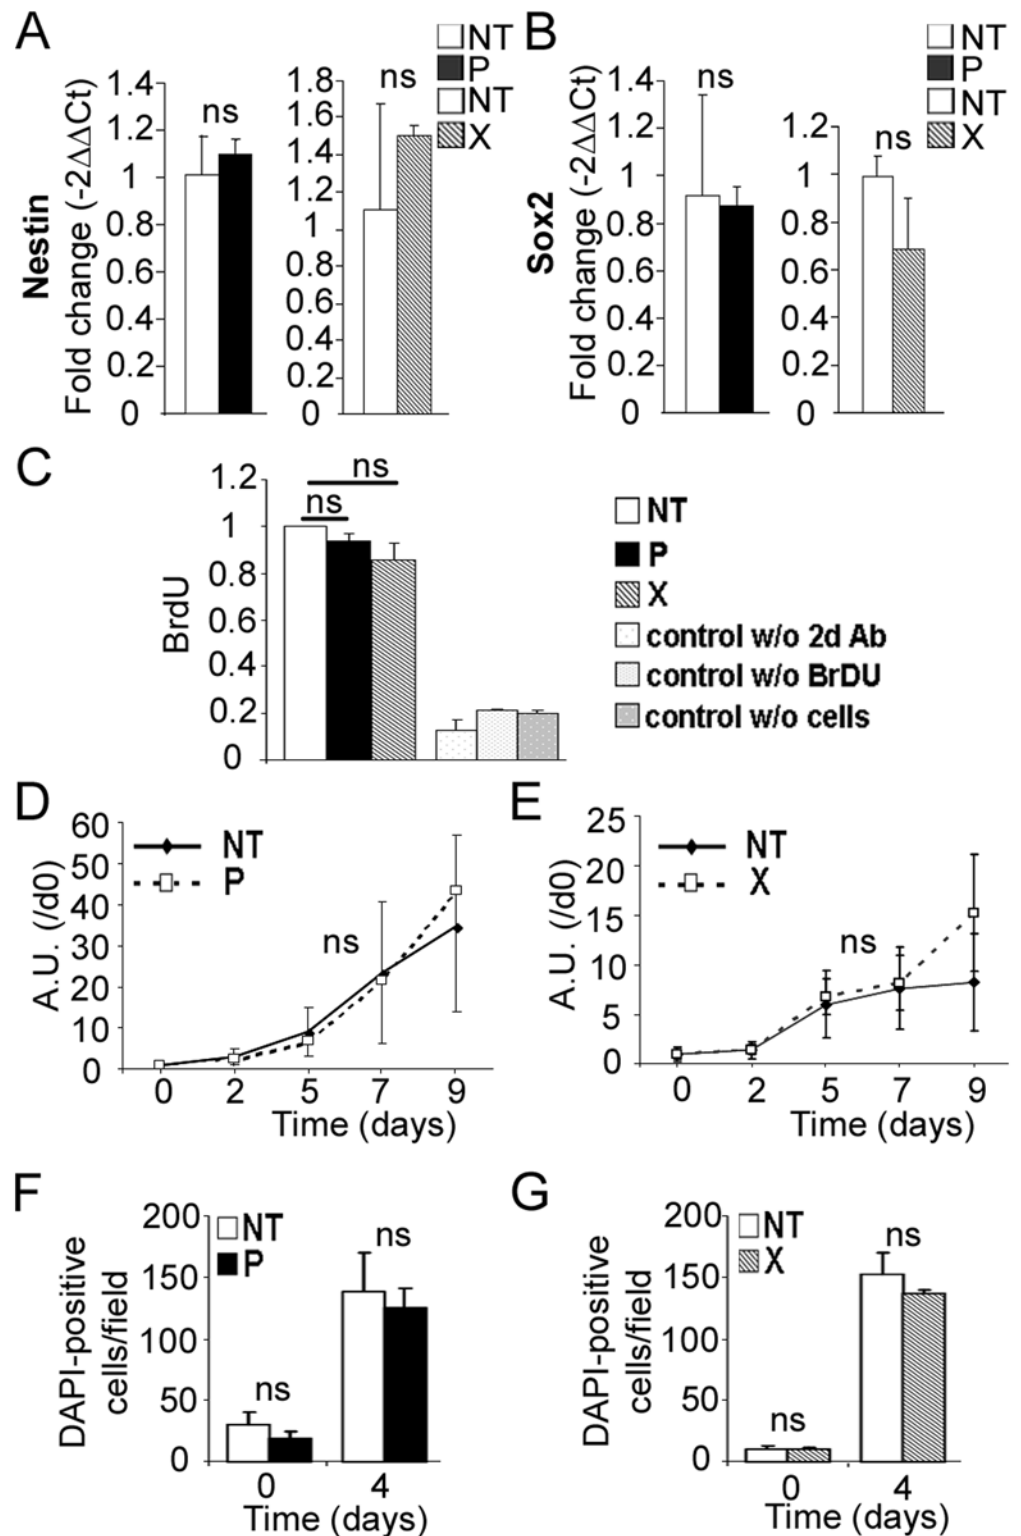 A
NT
P
NT
X
Nestin
Fold change (-2ΔΔCt)
1.4
1.2
1
0.8
0.6
0.4
0.2
0
ns
1.8
1.6
1.4
1.2
1
0.8
0.6
0.4
0.2
0
ns
B
NT
P
NT
X
Sox2
Fold change (-2ΔΔCt)
1.4
1.2
1
0.8
0.6
0.4
0.2
0
ns
1.2
1
0.8
0.6
0.4
0.2
0
ns
C
BrdU
1.2
1
0.8
0.6
0.4
0.2
0
ns
ns
NT
P
X
control w/o 2d Ab
control w/o BrDU
control w/o cells
D
A.U. (/d0)
60
50
40
30
20
10
0
NT
P
ns
0 2 5 7 9
Time (days)
E
A.U. (/d0)
25
20
15
10
5
0
NT
X
ns
0 2 5 7 9
Time (days)
F
DAPI-positive
cells/field
200
150
100
50
0
NT
P
ns
ns
0 4
Time (days)
G
DAPI-positive
cells/field
200
150
100
50
0
NT
X
ns
ns
0 4
Time (days)